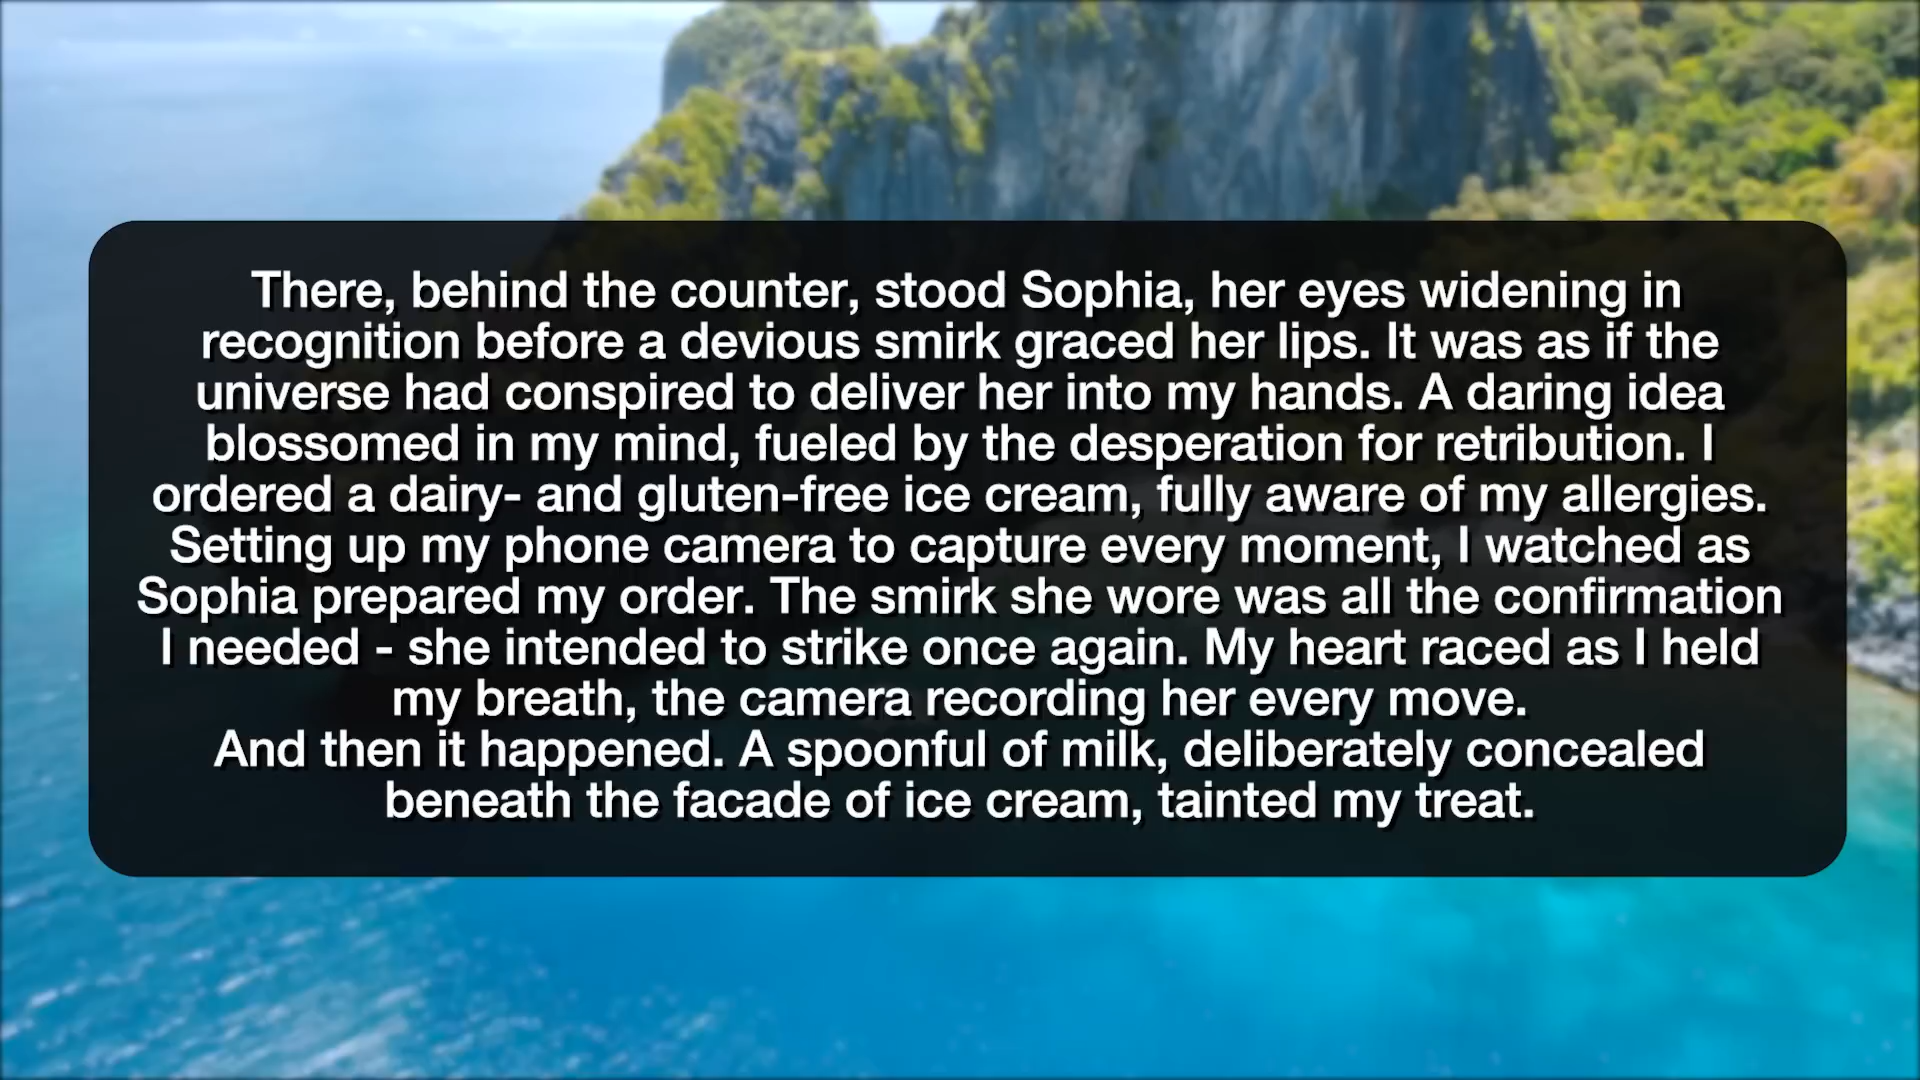 There, behind the counter, stood Sophia, her eyes widening in
recognition before a devious smirk graced her lips. It was as if the
universe had conspired to deliver her into my hands. A daring idea
blossomed in my mind, fueled by the desperation for retribution. I
ordered a dairy- and gluten-free ice cream, fully aware of my allergies.
Setting up my phone camera to capture every moment, I watched as
Sophia prepared my order. The smirk she wore was all the confirmation
I needed - she intended to strike once again. My heart raced as I held
my breath, the camera recording her every move.
And then it happened. A spoonful of milk, deliberately concealed
beneath the facade of ice cream, tainted my treat.